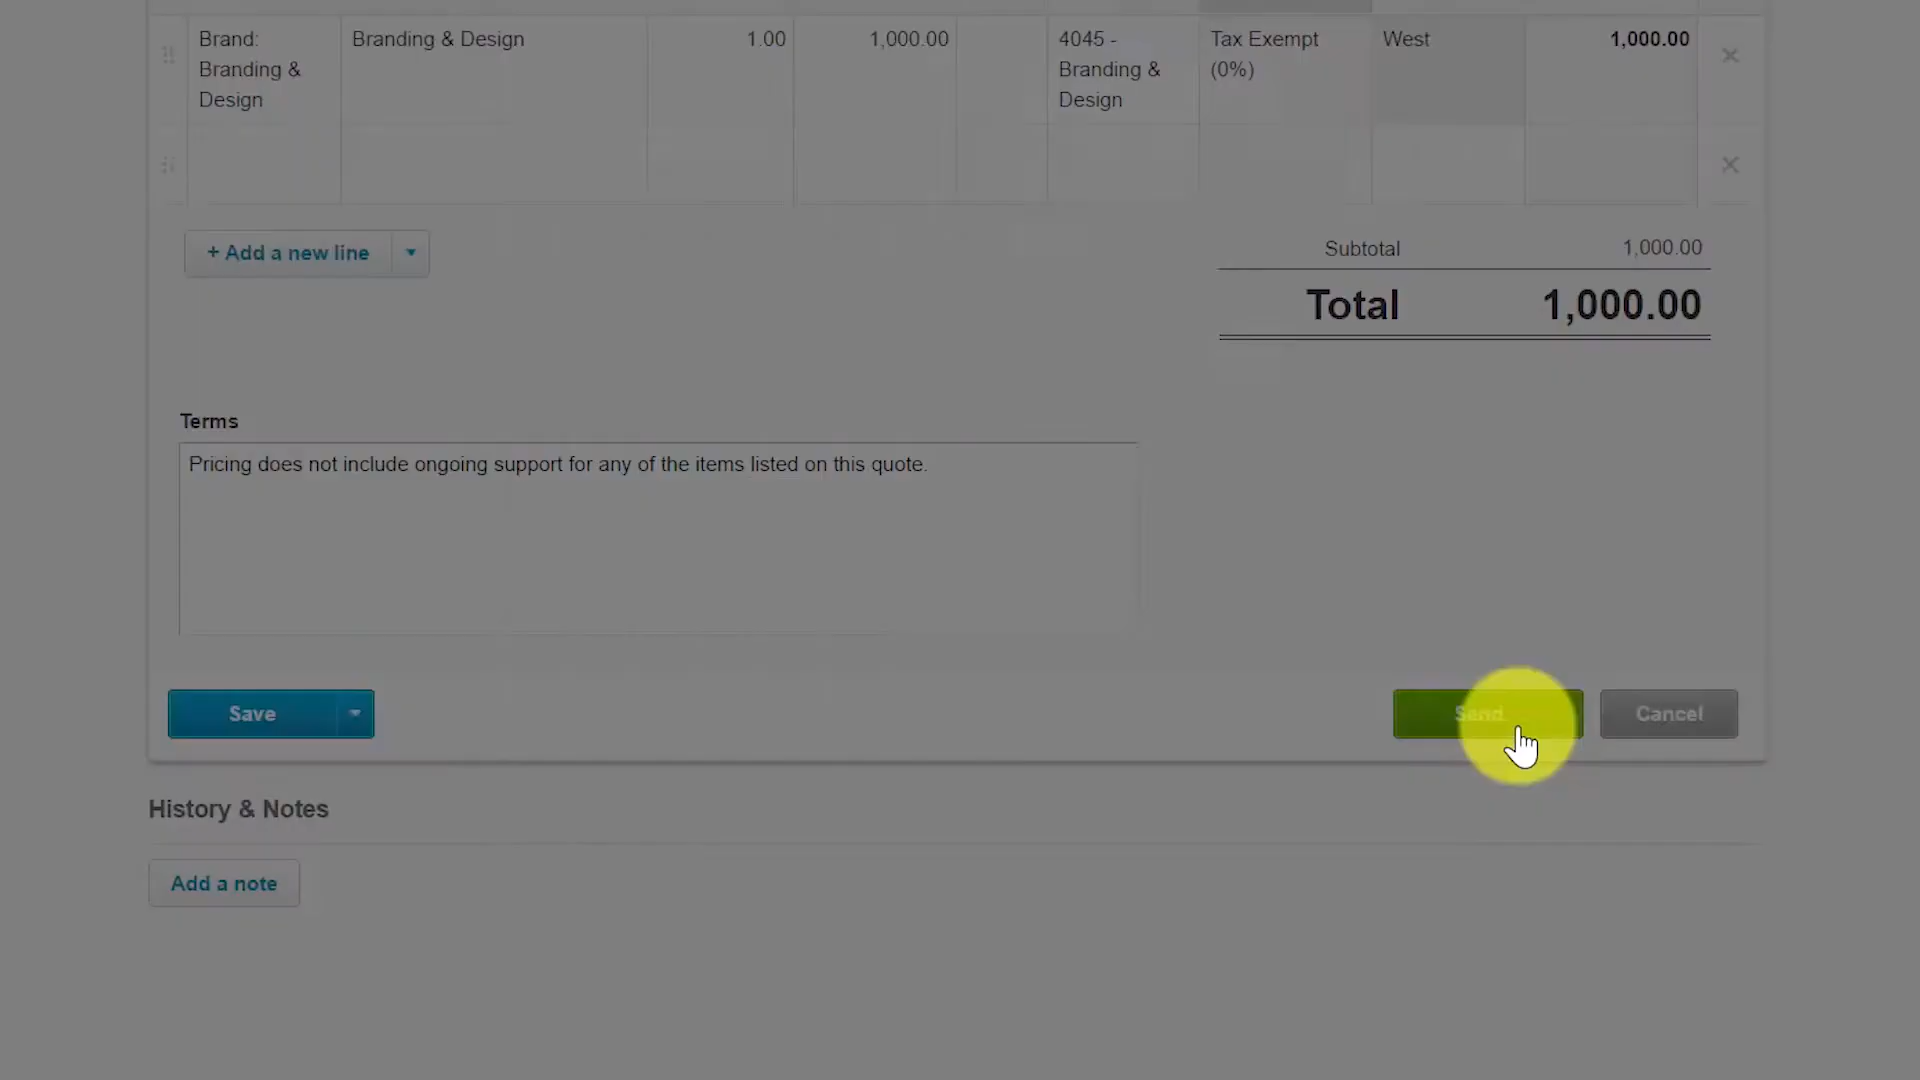 Brand: Branding & Design 1.00 1,000.00 4045 - Tax Exempt West 1,000.00
Branding & Branding & (0%)
Design Design
+ Add a new line
Subtotal 1,000.00
Total 1,000.00
Terms
Pricing does not include ongoing support for any of the items listed on this quote.
Save Send Cancel
History & Notes
Add a note